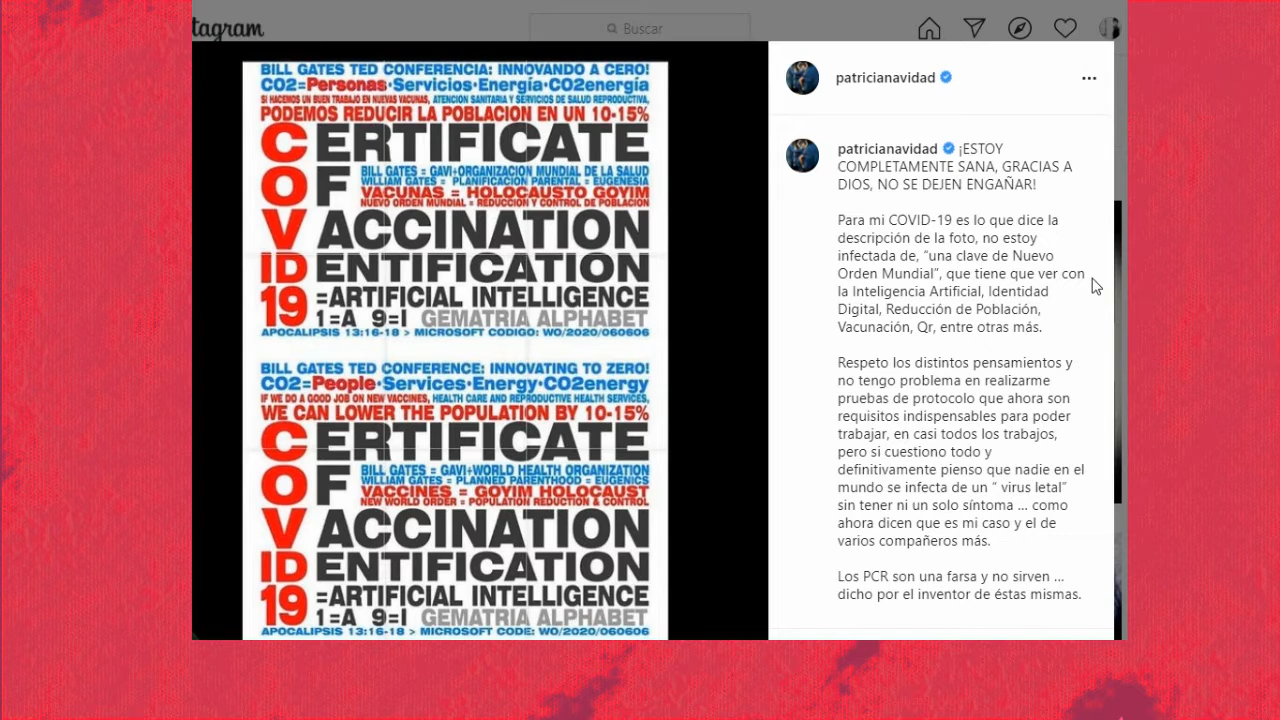 tagram
Buscar
BILL GATES TED CONFERENCIA: INNOVANDO A CERO!
CO2=Personas·Servicios·Energía·CO2energía
SI HACEMOS UN BUEN TRABAJO EN NUEVAS VACUNAS, ATENCION SANITARIA Y SERVICIOS DE SALUD REPRODUCTIVA,
PODEMOS REDUCIR LA POBLACION EN UN 10-15%
CERTIFICATE
OF
BILL GATES = GAVI+ORGANIZACION MUNDIAL DE LA SALUD
WILLIAM GATES = PLANIFICACION PARENTAL = EUGENESIA
VACUNAS = HOLOCAUSTO GOYIM
NUEVO ORDEN MUNDIAL = REDUCCION Y CONTROL DE POBLACION
VACCINATION
IDENTIFICATION
19 =ARTIFICIAL INTELLIGENCE
1=A 9=I GEMATRIA ALPHABET
APOCALIPSIS 13:16-18 > MICROSOFT CODIGO: WO/2020/060606
BILL GATES TED CONFERENCE: INNOVATING TO ZERO!
CO2=People·Services·Energy·CO2energy
IF WE DO A GOOD JOB ON NEW VACCINES, HEALTH CARE AND REPRODUCTIVE HEALTH SERVICES,
WE CAN LOWER THE POPULATION BY 10-15%
CERTIFICATE
OF
BILL GATES = GAVI+WORLD HEALTH ORGANIZATION
WILLIAM GATES = PLANNED PARENTHOOD = EUGENICS
VACCINES = GOYIM HOLOCAUST
NEW WORLD ORDER = POPULATION REDUCTION & CONTROL
VACCINATION
IDENTIFICATION
19 =ARTIFICIAL INTELLIGENCE
1=A 9=I GEMATRIA ALPHABET
APOCALIPSIS 13:16-18 > MICROSOFT CODE: WO/2020/060606
patricianavidad
patricianavidad ¡ESTOY
COMPLETAMENTE SANA, GRACIAS A
DIOS, NO SE DEJEN ENGAÑAR!
Para mi COVID-19 es lo que dice la
descripción de la foto, no estoy
infectada de, “una clave de Nuevo
Orden Mundial”, que tiene que ver con
la Inteligencia Artificial, Identidad
Digital, Reducción de Población,
Vacunación, Qr, entre otras más.
Respeto los distintos pensamientos y
no tengo problema en realizarme
pruebas de protocolo que ahora son
requisitos indispensables para poder
trabajar, en casi todos los trabajos,
pero si cuestiono todo y
definitivamente pienso que nadie en el
mundo se infecta de un “ virus letal”
sin tener ni un solo síntoma ... como
ahora dicen que es mi caso y el de
varios compañeros más.
Los PCR son una farsa y no sirven ...
dicho por el inventor de éstas mismas.